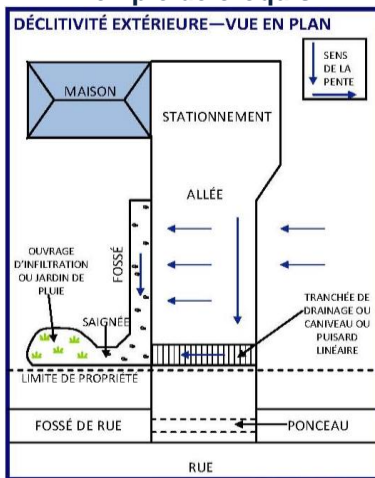 DÉCLITIVITÉ EXTÉRIEURE—VUE EN PLAN
SENS
DE LA
PENTE
MAISON
STATIONNEMENT
ALLÉE
OUVRAGE
D'INFILTRATION
OU JARDIN DE
PLUIE
FOSSÉ
SAIGNÉE
TRANCHÉE DE
DRAINAGE OU
CANIVEAU OU
PUISARD
LINÉAIRE
LIMITE DE PROPRIÉTÉ
FOSSÉ DE RUE
PONCEAU
RUE